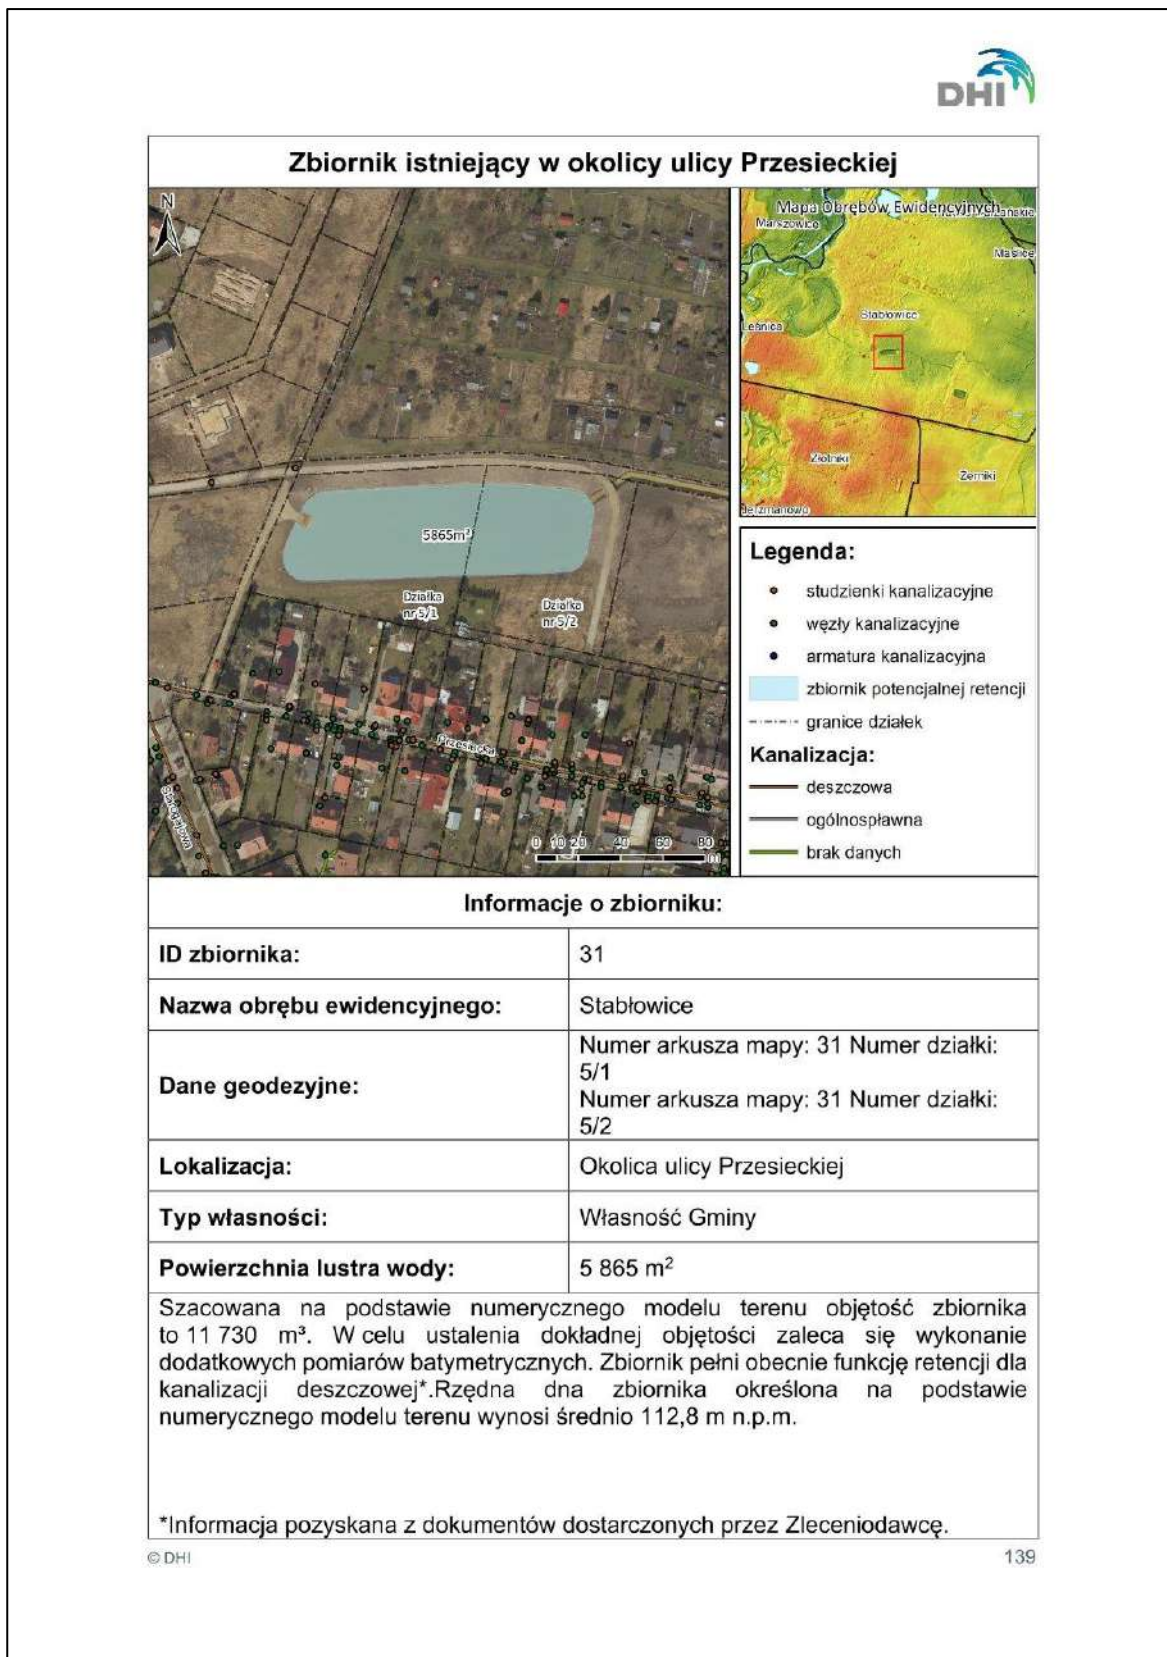 DHI
Zbiornik istniejący w okolicy ulicy Przesieckiej
N
5865m²
Działka
nr 5/1
Działka
nr 5/2
Przesiecka
0 10 20 40 60 80
m
Mapa Obrębów Ewidencyjnych
Marszowice
Maślice
Stabłowice
Leśnica
Złotniki
Żerniki
Jerzmanowo
Legenda:
studzienki kanalizacyjne
węzły kanalizacyjne
armatura kanalizacyjna
zbiornik potencjalnej retencji
granice działek
Kanalizacja:
deszczowa
ogólnospławna
brak danych
Informacje o zbiorniku:
ID zbiornika: 31
Nazwa obrębu ewidencyjnego: Stabłowice
Dane geodezyjne: Numer arkusza mapy: 31 Numer działki:
5/1
Numer arkusza mapy: 31 Numer działki:
5/2
Lokalizacja: Okolica ulicy Przesieckiej
Typ własności: Własność Gminy
Powierzchnia lustra wody: 5 865 m²
Szacowana na podstawie numerycznego modelu terenu objętość zbiornika
to 11 730 m³. W celu ustalenia dokładnej objętości zaleca się wykonanie
dodatkowych pomiarów batymetrycznych. Zbiornik pełni obecnie funkcję retencji dla
kanalizacji deszczowej*.Rzędna dna zbiornika określona na podstawie
numerycznego modelu terenu wynosi średnio 112,8 m n.p.m.
*Informacja pozyskana z dokumentów dostarczonych przez Zleceniodawcę.
© DHI
139